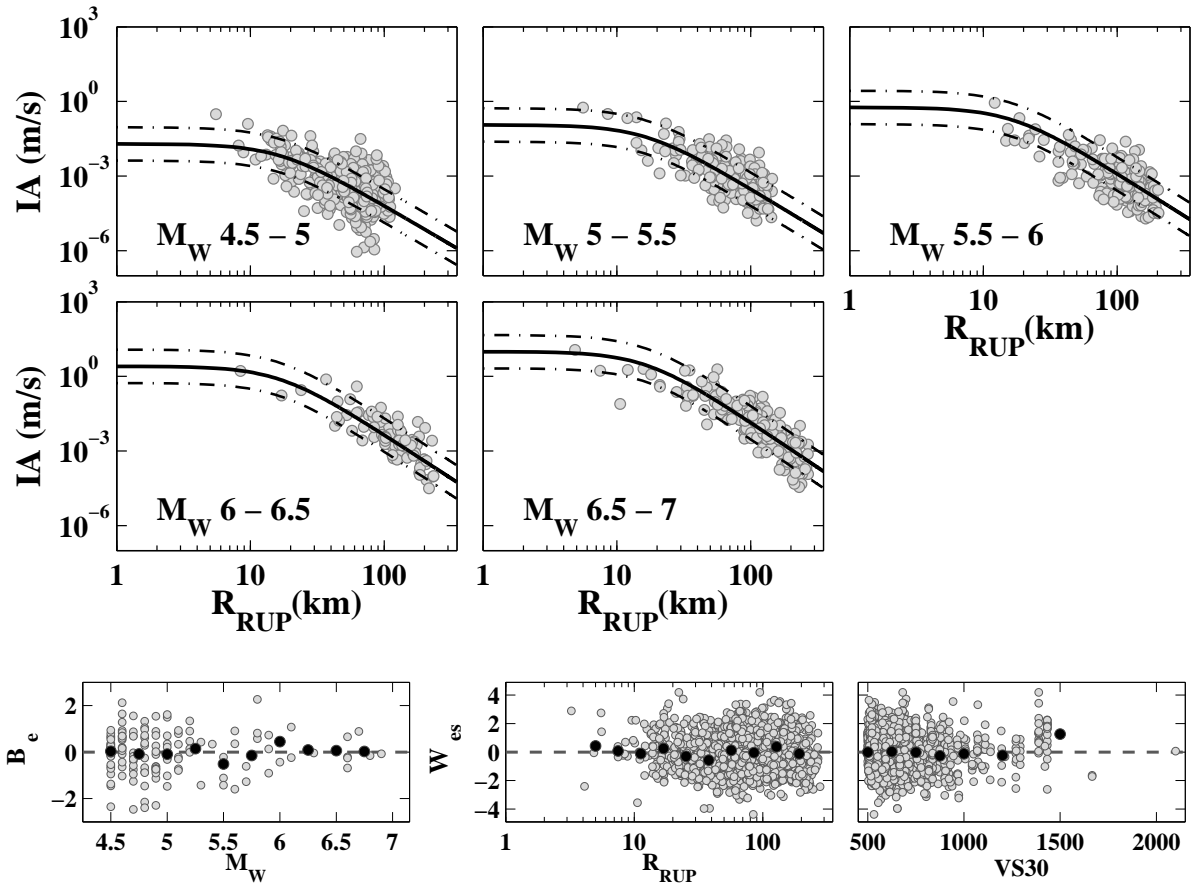 10^3
10^0
10^−3
10^−6
IA (m/s)
M_W 4.5 − 5
M_W 5 − 5.5
M_W 5.5 − 6
1 10 100
R_RUP(km)
10^3
10^0
10^−3
10^−6
IA (m/s)
M_W 6 − 6.5
M_W 6.5 − 7
1 10 100
R_RUP(km)
1 10 100
R_RUP(km)
2
0
−2
B_e
4.5 5 5.5 6 6.5 7
M_W
4
2
0
−2
−4
W_es
1 10 100
R_RUP
500 1000 1500 2000
VS30